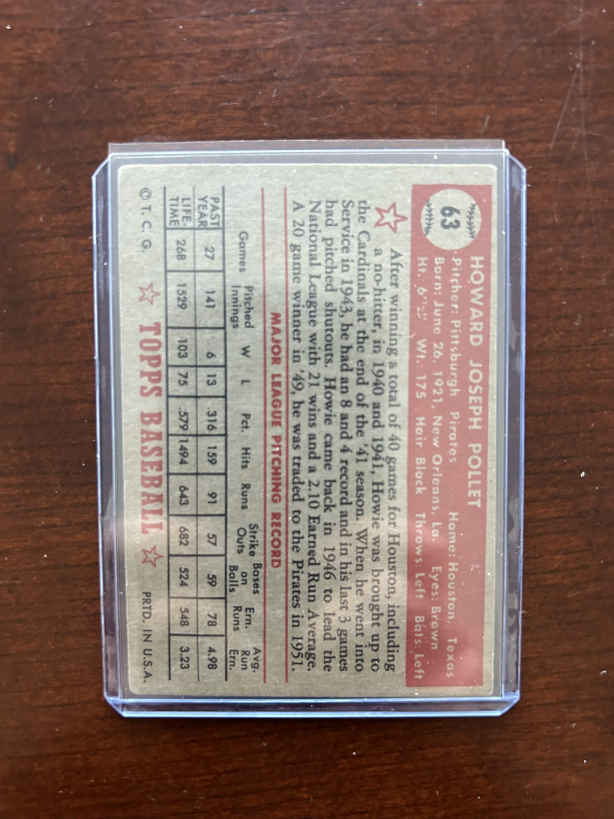 63
HOWARD JOSEPH POLLET
Pitcher: Pittsburgh Pirates Home: Houston, Texas
Born: June 26, 1921, New Orleans, La. Eyes: Brown
Ht. Wt. 175 Hair Black Throws: Left Bats: Left
After winning a total of 40 games for Houston, including
a no-hitter, in 1940 and 1941, Howie was brought up to
the Cardinals at the end of the '41 season. When he went into
Service in 1943, he had an 8 and 4 record and in his last 3 games
had pitched shutouts. Howie came back in 1946 to lead the
National League with 21 wins and a 2.10 Earned Run Average.
A 20 game winner in '49, he was traded to the Pirates in 1951.
MAJOR LEAGUE PITCHING RECORD
Games Pitched Innings W L Pct. Hits Runs Strike Outs Bases on Balls Ern. Runs Avg. Ern. Run
PAST YEAR 27 141 6 13 .316 159 91 57 59 78 4.98
LIFE-TIME 268 1529 103 75 .579 1494 643 682 524 548 3.23
© T. C. G. TOPPS BASEBALL PRTD. IN U.S.A.